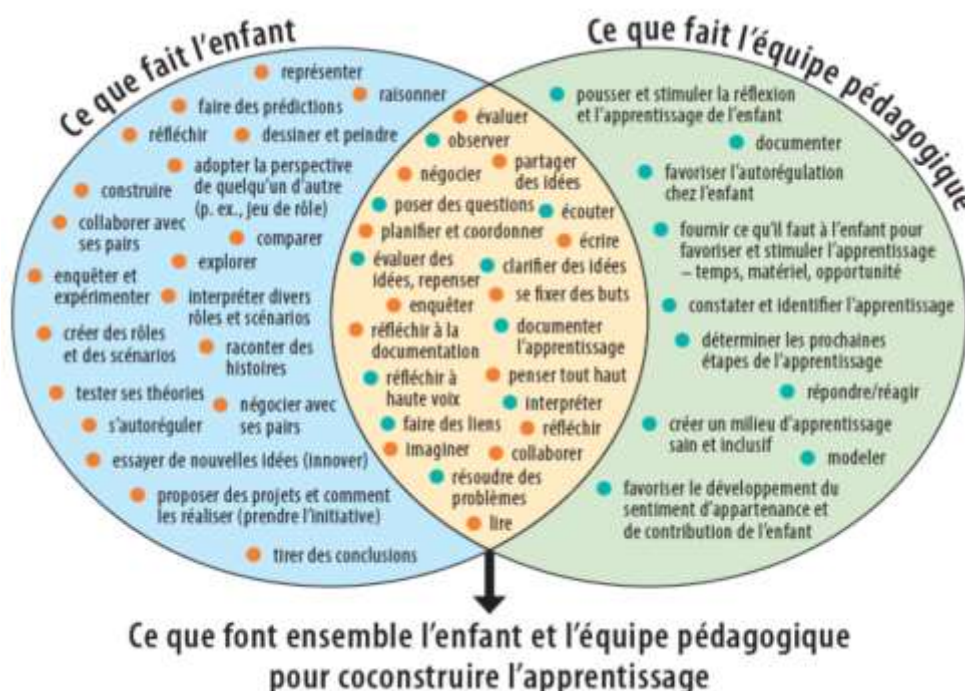 Ce que fait l'enfant
représenter
raisonner
faire des prédictions
réfléchir
dessiner et peindre
adopter la perspective
de quelqu'un d'autre
(p. ex., jeu de rôle)
construire
collaborer avec
ses pairs
comparer
explorer
enquêter et
expérimenter
interpréter divers
rôles et scénarios
créer des rôles
et des scénarios
raconter des
histoires
tester ses théories
négocier avec
ses pairs
s'autoréguler
essayer de nouvelles idées (innover)
proposer des projets et comment
les réaliser (prendre l'initiative)
tirer des conclusions
évaluer
observer
partager
des idées
négocier
poser des questions
écouter
planifier et coordonner
écrire
évaluer des
idées, repenser
clarifier des idées
se fixer des buts
enquêter
réfléchir à la
documentation
documenter
l'apprentissage
penser tout haut
réfléchir à
haute voix
interpréter
faire des liens
réfléchir
imaginer
collaborer
résoudre des
problèmes
lire
Ce que fait l'équipe pédagogique
pousser et stimuler la réflexion
et l'apprentissage de l'enfant
documenter
favoriser l'autorégulation
chez l'enfant
fournir ce qu'il faut à l'enfant pour
favoriser et stimuler l'apprentissage
– temps, matériel, opportunité
constater et identifier l'apprentissage
déterminer les prochaines
étapes de l'apprentissage
répondre/réagir
créer un milieu d'apprentissage
sain et inclusif
modeler
favoriser le développement du
sentiment d'appartenance et
de contribution de l'enfant
Ce que font ensemble l'enfant et l'équipe pédagogique
pour coconstruire l'apprentissage